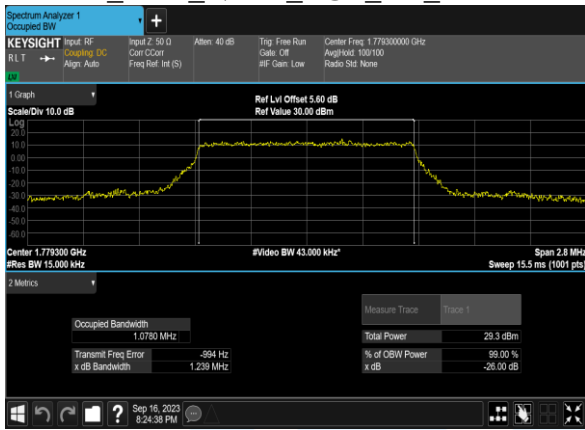 Spectrum Analyzer 1
Occupied BW
+
KEYSIGHT
Input: RF
Input Z: 50 Ω
Atten: 40 dB
Trig: Free Run
Center Freq: 1.779300000 GHz
R L T
Coupling: DC
Corr CCorr
Gate: Off
Avg|Hold: 100/100
Align: Auto
Freq Ref: Int (S)
#IF Gain: Low
Radio Std: None
1 Graph
Ref Lvl Offset 5.60 dB
Scale/Div 10.0 dB
Ref Value 30.00 dBm
Log
20.0
10.0
0.00
-10.0
-20.0
-30.0
-40.0
-50.0
-60.0
Center 1.779300 GHz
#Video BW 43.000 kHz*
Span 2.8 MHz
#Res BW 15.000 kHz
Sweep 15.5 ms (1001 pts)
2 Metrics
Measure Trace
Trace 1
Occupied Bandwidth
1.0780 MHz
Total Power
29.3 dBm
Transmit Freq Error
-994 Hz
% of OBW Power
99.00 %
x dB Bandwidth
1.239 MHz
x dB
-26.00 dB
?
Sep 16, 2023
8:24:38 PM